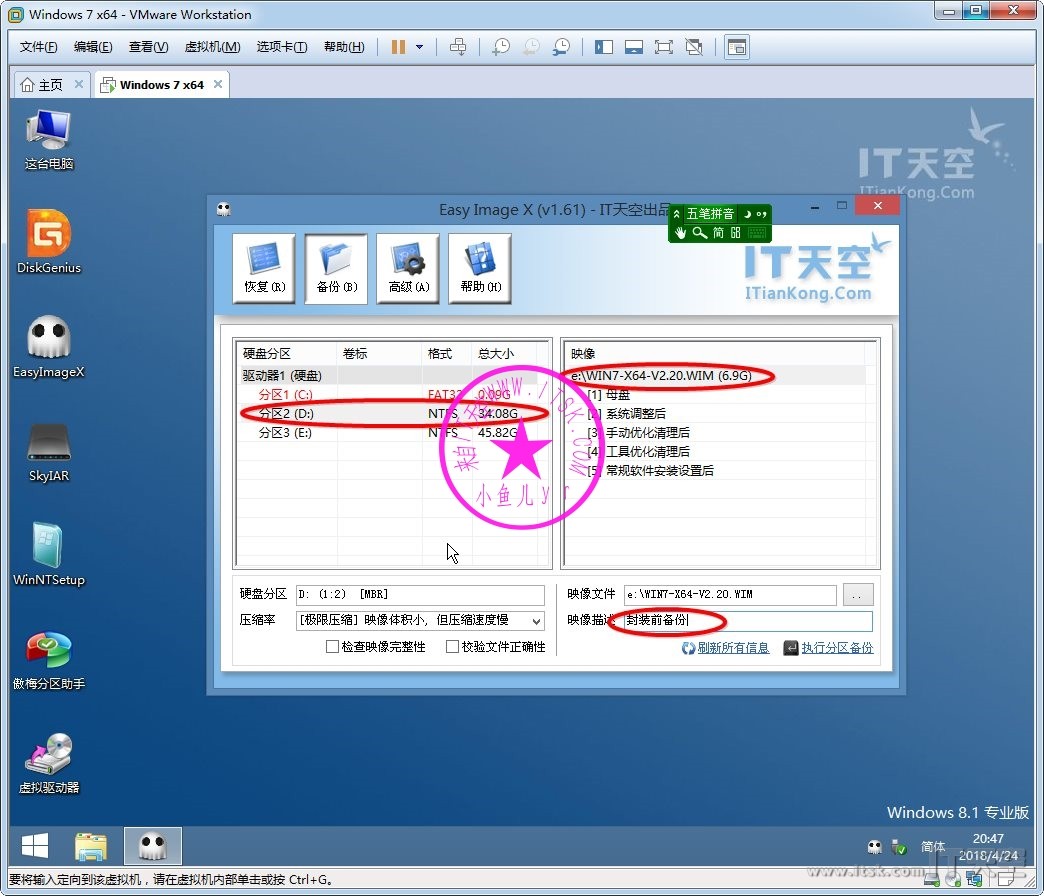 Windows 7 x64 - VMware Workstation
文件(F) 编辑(E) 查看(V) 虚拟机(M) 选项卡(T) 帮助(H)
主页 Windows 7 x64
这台电脑
DiskGenius
EasyImageX
SkyIAR
WinNTSetup
傲梅分区助手
虚拟驱动器
IT天空
ITianKong.Com
Easy Image X (v1.61) - IT天空出品
五笔拼音
简
恢复(R) 备份(B) 高级(A) 帮助(H)
IT天空
ITianKong.Com
硬盘分区 卷标 格式 总大小
驱动器1 (硬盘)
分区1 (C:) FAT32 0.09G
分区2 (D:) NTFS 34.08G
分区3 (E:) NTFS 45.82G
映像
e:\WIN7-X64-V2.20.WIM (6.9G)
[1] 母盘
[2] 系统调整后
[3] 手动优化清理后
[4] 工具优化清理后
[5] 常规软件安装设置后
来自IT天空WWW.ITSK.COM
小鱼儿yr
硬盘分区 D: (1:2) [MBR]
压缩率 [极限压缩] 映像体积小, 但压缩速度慢
检查映像完整性 校验文件正确性
映像文件 e:\WIN7-X64-V2.20.WIM ..
映像描述 封装前备份
刷新所有信息 执行分区备份
Windows 8.1 专业版
简体
20:47
2018/4/24
要将输入定向到该虚拟机，请在虚拟机内部单击或按 Ctrl+G。
www.itsk.com
IT天空